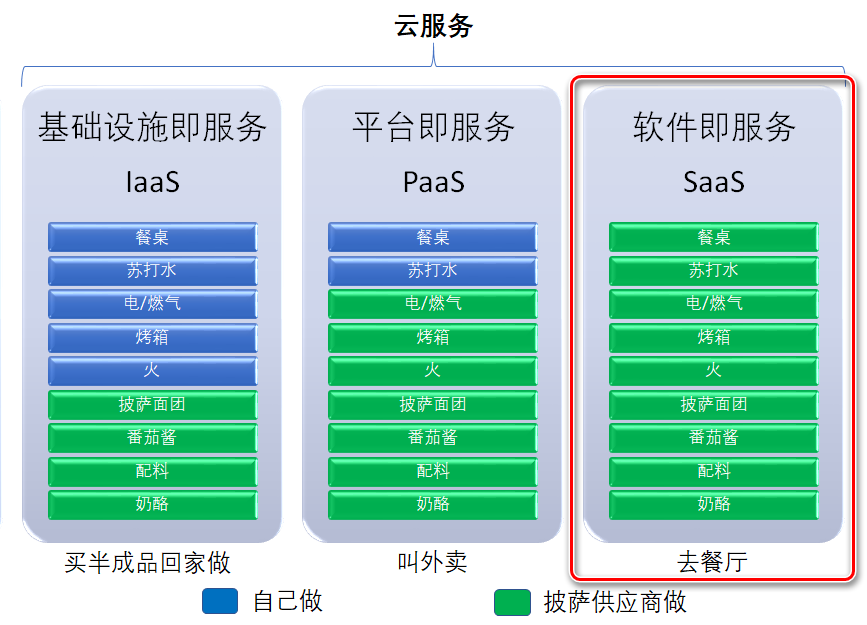 云服务
基础设施即服务
IaaS
餐桌
苏打水
电/燃气
烤箱
火
披萨面团
番茄酱
配料
奶酪
买半成品回家做
平台即服务
PaaS
餐桌
苏打水
电/燃气
烤箱
火
披萨面团
番茄酱
配料
奶酪
叫外卖
软件即服务
SaaS
餐桌
苏打水
电/燃气
烤箱
火
披萨面团
番茄酱
配料
奶酪
去餐厅
自己做
披萨供应商做